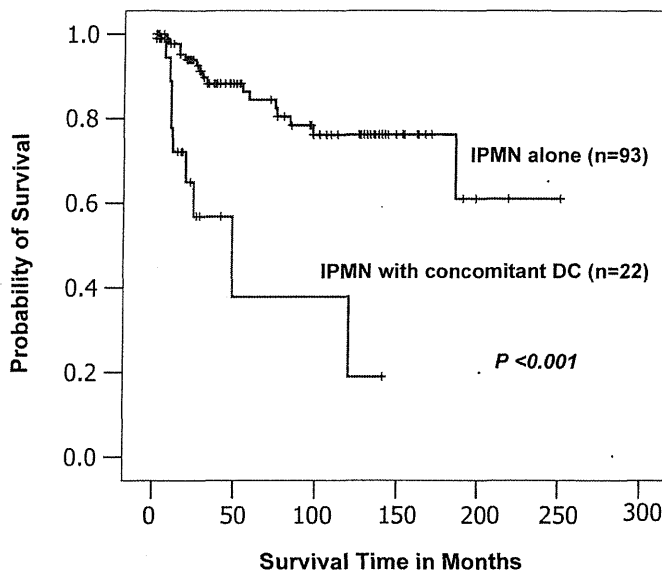 Probability of Survival
1.0
0.8
0.6
0.4
0.2
0.0
IPMN alone (n=93)
IPMN with concomitant DC (n=22)
P <0.001
0 50 100 150 200 250 300
Survival Time in Months